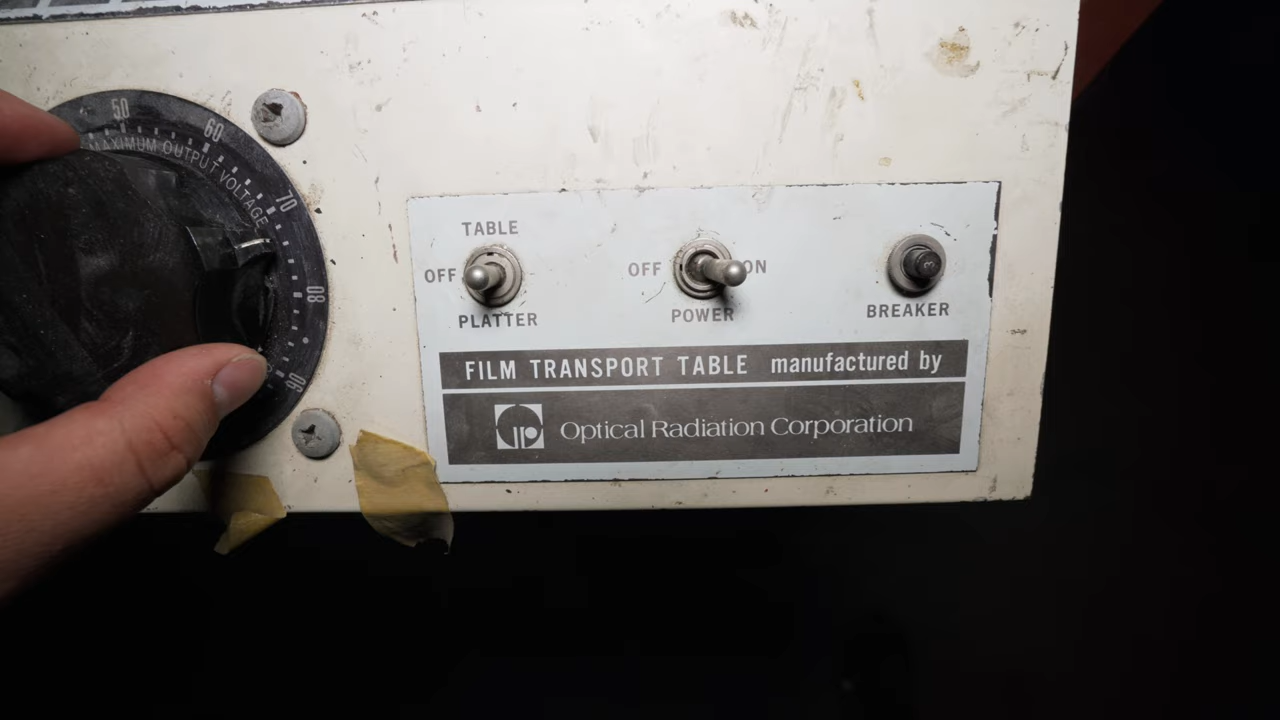 50
60
MAXIMUM OUTPUT VOLTAGE
70
80
90
TABLE
OFF
PLATTER
OFF ON
POWER
3
BREAKER
FILM TRANSPORT TABLE manufactured by
Optical Radiation Corporation